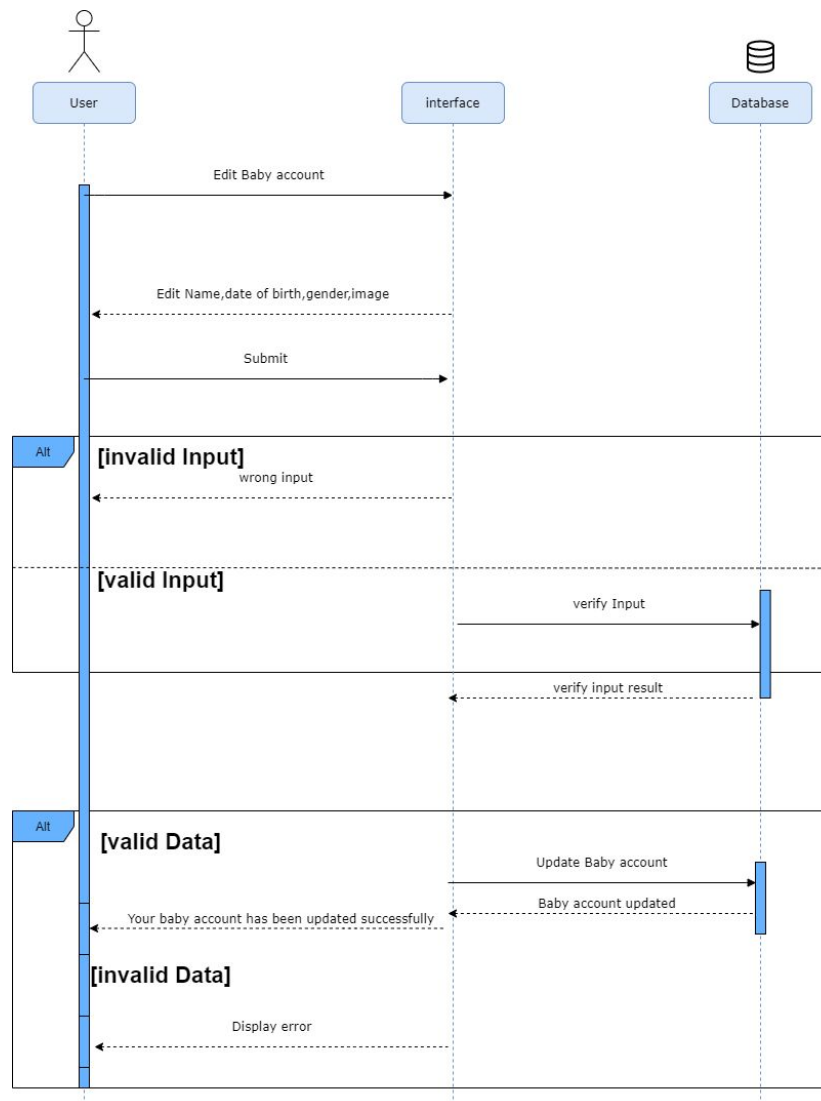 User
interface
Database
Edit Baby account
Edit Name,date of birth,gender,image
Submit
Alt
[invalid Input]
wrong input
[valid Input]
verify Input
verify input result
Alt
[valid Data]
Update Baby account
Baby account updated
Your baby account has been updated successfully
[invalid Data]
Display error